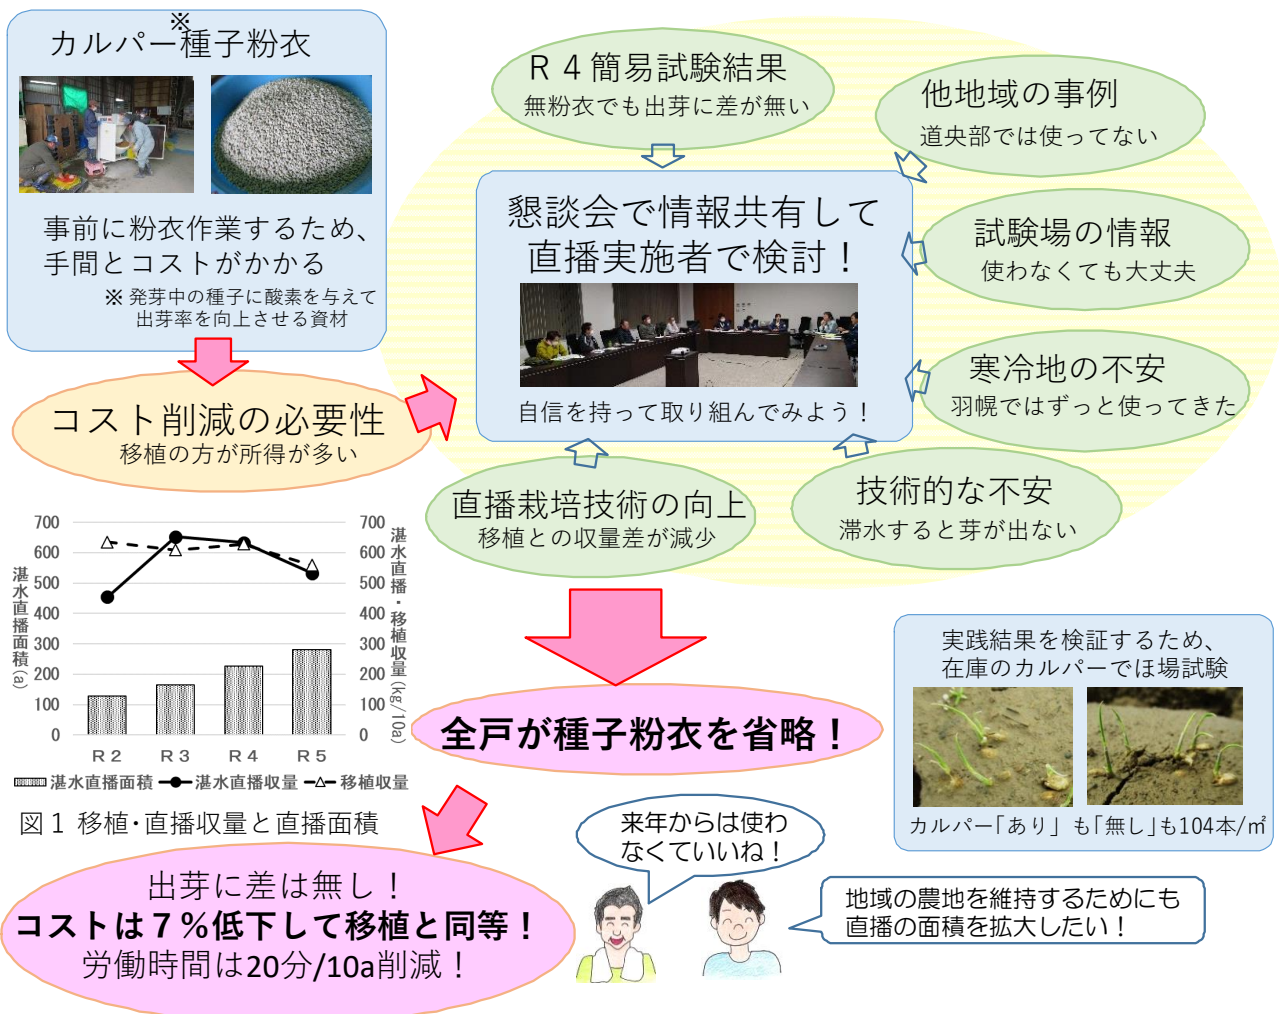 ※
カルパー種子粉衣
事前に粉衣作業するため、
手間とコストがかかる
※ 発芽中の種子に酸素を与えて
出芽率を向上させる資材
コスト削減の必要性
移植の方が所得が多い
R４簡易試験結果
無粉衣でも出芽に差が無い
他地域の事例
道央部では使ってない
試験場の情報
使わなくても大丈夫
寒冷地の不安
羽幌ではずっと使ってきた
技術的な不安
滞水すると芽が出ない
直播栽培技術の向上
移植との収量差が減少
懇談会で情報共有して
直播実施者で検討！
自信を持って取り組んでみよう！
湛水直播面積(a)
700
600
500
400
300
200
100
0
700
600
500
400
300
200
100
0
湛水直播・移植収量(kg/10a)
R２ R３ R４ R５
湛水直播面積 湛水直播収量 移植収量
図１ 移植・直播収量と直播面積
全戸が種子粉衣を省略！
実践結果を検証するため、
在庫のカルパーでほ場試験
カルパー「あり」も「無し」も104本/㎡
出芽に差は無し！
コストは７％低下して移植と同等！
労働時間は20分/10a削減！
来年からは使わ
なくていいね！
地域の農地を維持するためにも
直播の面積を拡大したい！